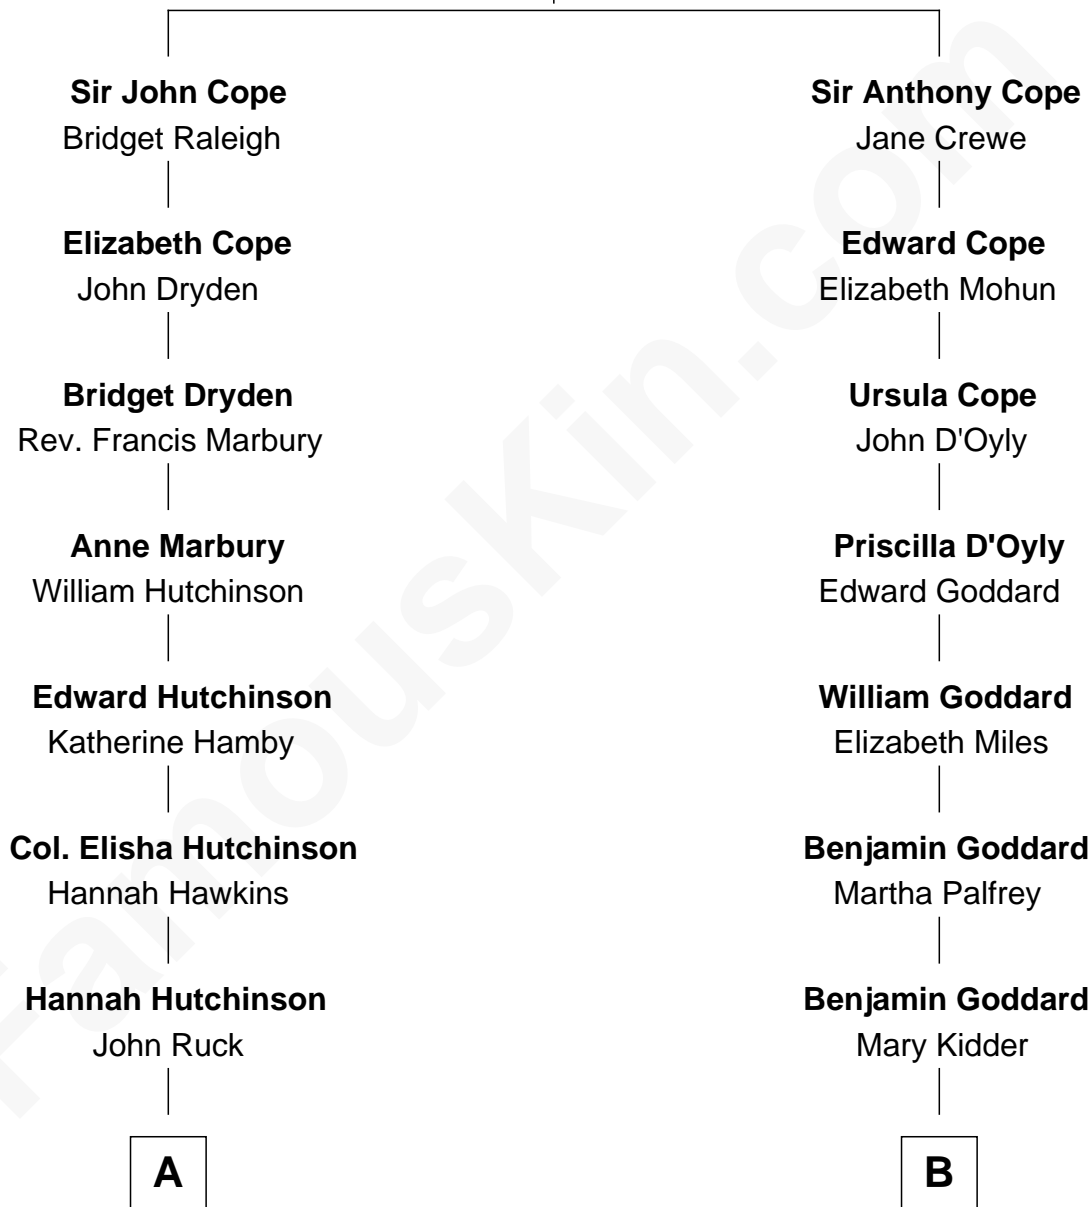 Sir John Cope
Bridget Raleigh
Elizabeth Cope
John Dryden
Bridget Dryden
Rev. Francis Marbury
Anne Marbury
William Hutchinson
Edward Hutchinson
Katherine Hamby
Col. Elisha Hutchinson
Hannah Hawkins
Hannah Hutchinson
John Ruck
A
Sir Anthony Cope
Jane Crewe
Edward Cope
Elizabeth Mohun
Ursula Cope
John D'Oyly
Priscilla D'Oyly
Edward Goddard
William Goddard
Elizabeth Miles
Benjamin Goddard
Martha Palfrey
Benjamin Goddard
Mary Kidder
B
FamousKin.com